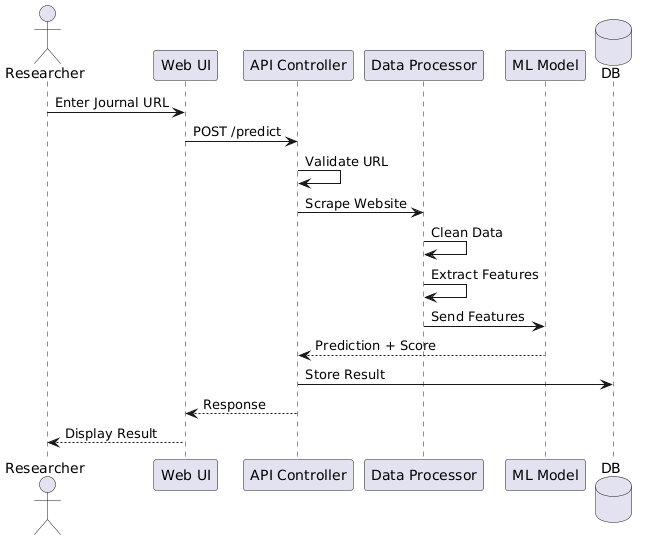 Researcher
Web UI
API Controller
Data Processor
ML Model
DB
Enter Journal URL
POST /predict
Validate URL
Scrape Website
Clean Data
Extract Features
Send Features
Prediction + Score
Store Result
Response
Display Result
Researcher
Web UI
API Controller
Data Processor
ML Model
DB